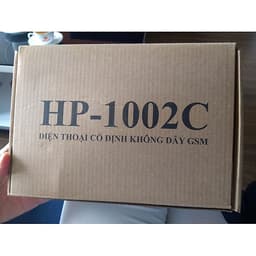 HP-1002C
ĐIỆN THOẠI CỐ ĐỊNH KHÔNG DÂY GSM